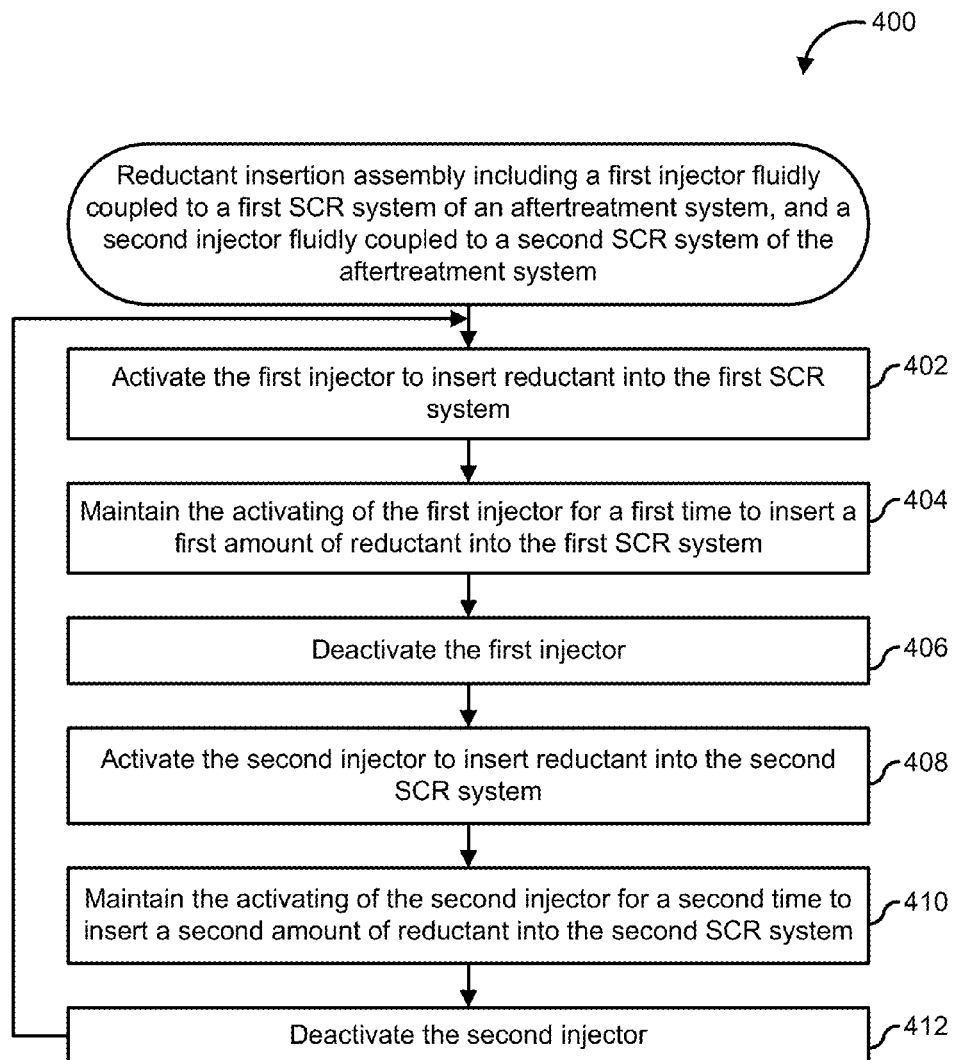 400
Reductant insertion assembly including a first injector fluidly
coupled to a first SCR system of an aftertreatment system, and a
second injector fluidly coupled to a second SCR system of the
aftertreatment system
Activate the first injector to insert reductant into the first SCR
system
402
Maintain the activating of the first injector for a first time to insert a
first amount of reductant into the first SCR system
404
Deactivate the first injector
406
Activate the second injector to insert reductant into the second
SCR system
408
Maintain the activating of the second injector for a second time to
insert a second amount of reductant into the second SCR system
410
Deactivate the second injector
412